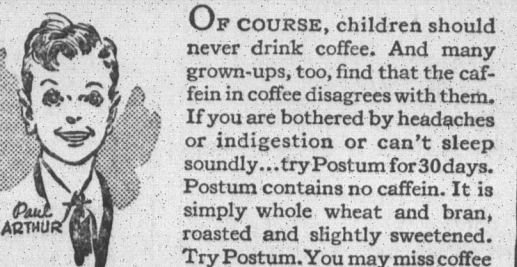 OF COURSE, children should
never drink coffee. And many
grown-ups, too, find that the caf-
fein in coffee disagrees with them.
If you are bothered by headaches
or indigestion or can't sleep
soundly...try Postum for 30 days.
Postum contains no caffein. It is
simply whole wheat and bran,
roasted and slightly sweetened.
Try Postum. You may miss coffee
Paul
ARTHUR